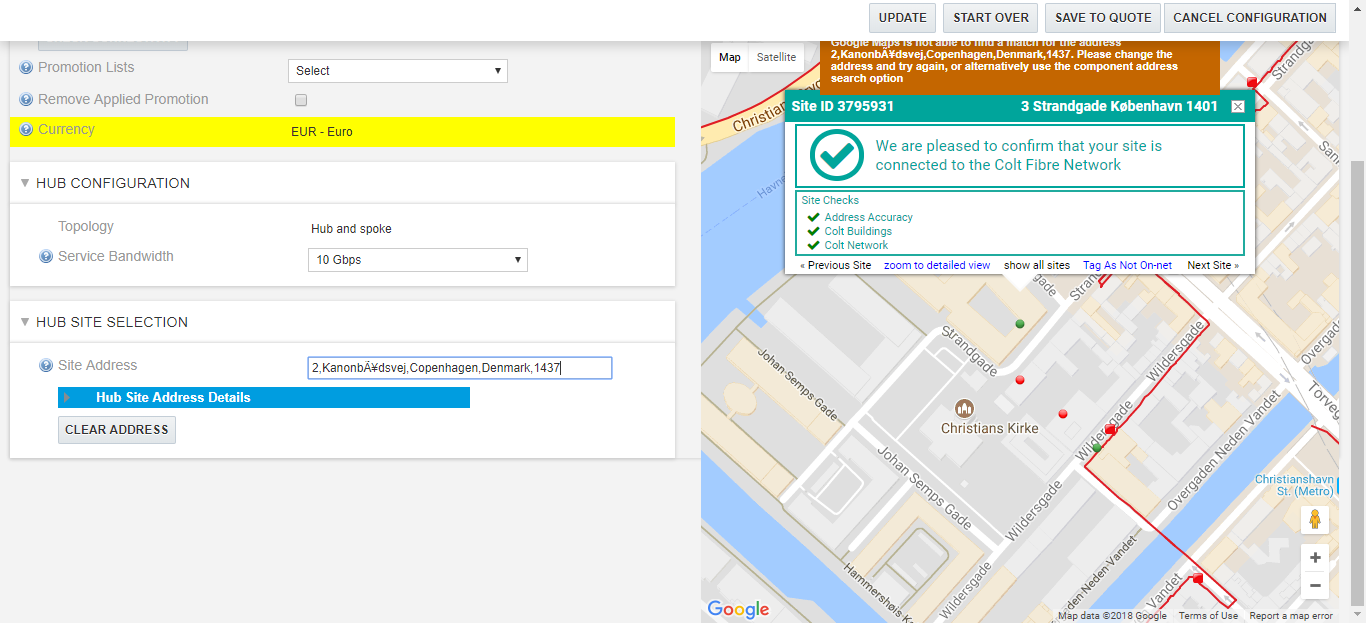 UPDATE
START OVER
SAVE TO QUOTE
CANCEL CONFIGURATION
Promotion Lists
Select
Remove Applied Promotion
Currency
EUR - Euro
HUB CONFIGURATION
Topology
Hub and spoke
Service Bandwidth
10 Gbps
HUB SITE SELECTION
Site Address
2,KanonbÃ¥dsvej,Copenhagen,Denmark,1437
Hub Site Address Details
CLEAR ADDRESS
Map
Satellite
Google Maps is not able to find a match for the address
2,KanonbÃ¥dsvej,Copenhagen,Denmark,1437. Please change the
address and try again, or alternatively use the component address
search option
Site ID 3795931
3 Strandgade København 1401
We are pleased to confirm that your site is
connected to the Colt Fibre Network
Site Checks
Address Accuracy
Colt Buildings
Colt Network
« Previous Site
zoom to detailed view
show all sites
Tag As Not On-net
Next Site »
Strandgade
Christians Kirke
Johan Semps Gade
Johan Semps Gade
Wildersgade
Wildersgade
Wildersgade
Wildersgade
Overgaden Neden Vandet
Christianshavn
St. (Metro)
Google
Map data ©2018 Google
Terms of Use
Report a map error